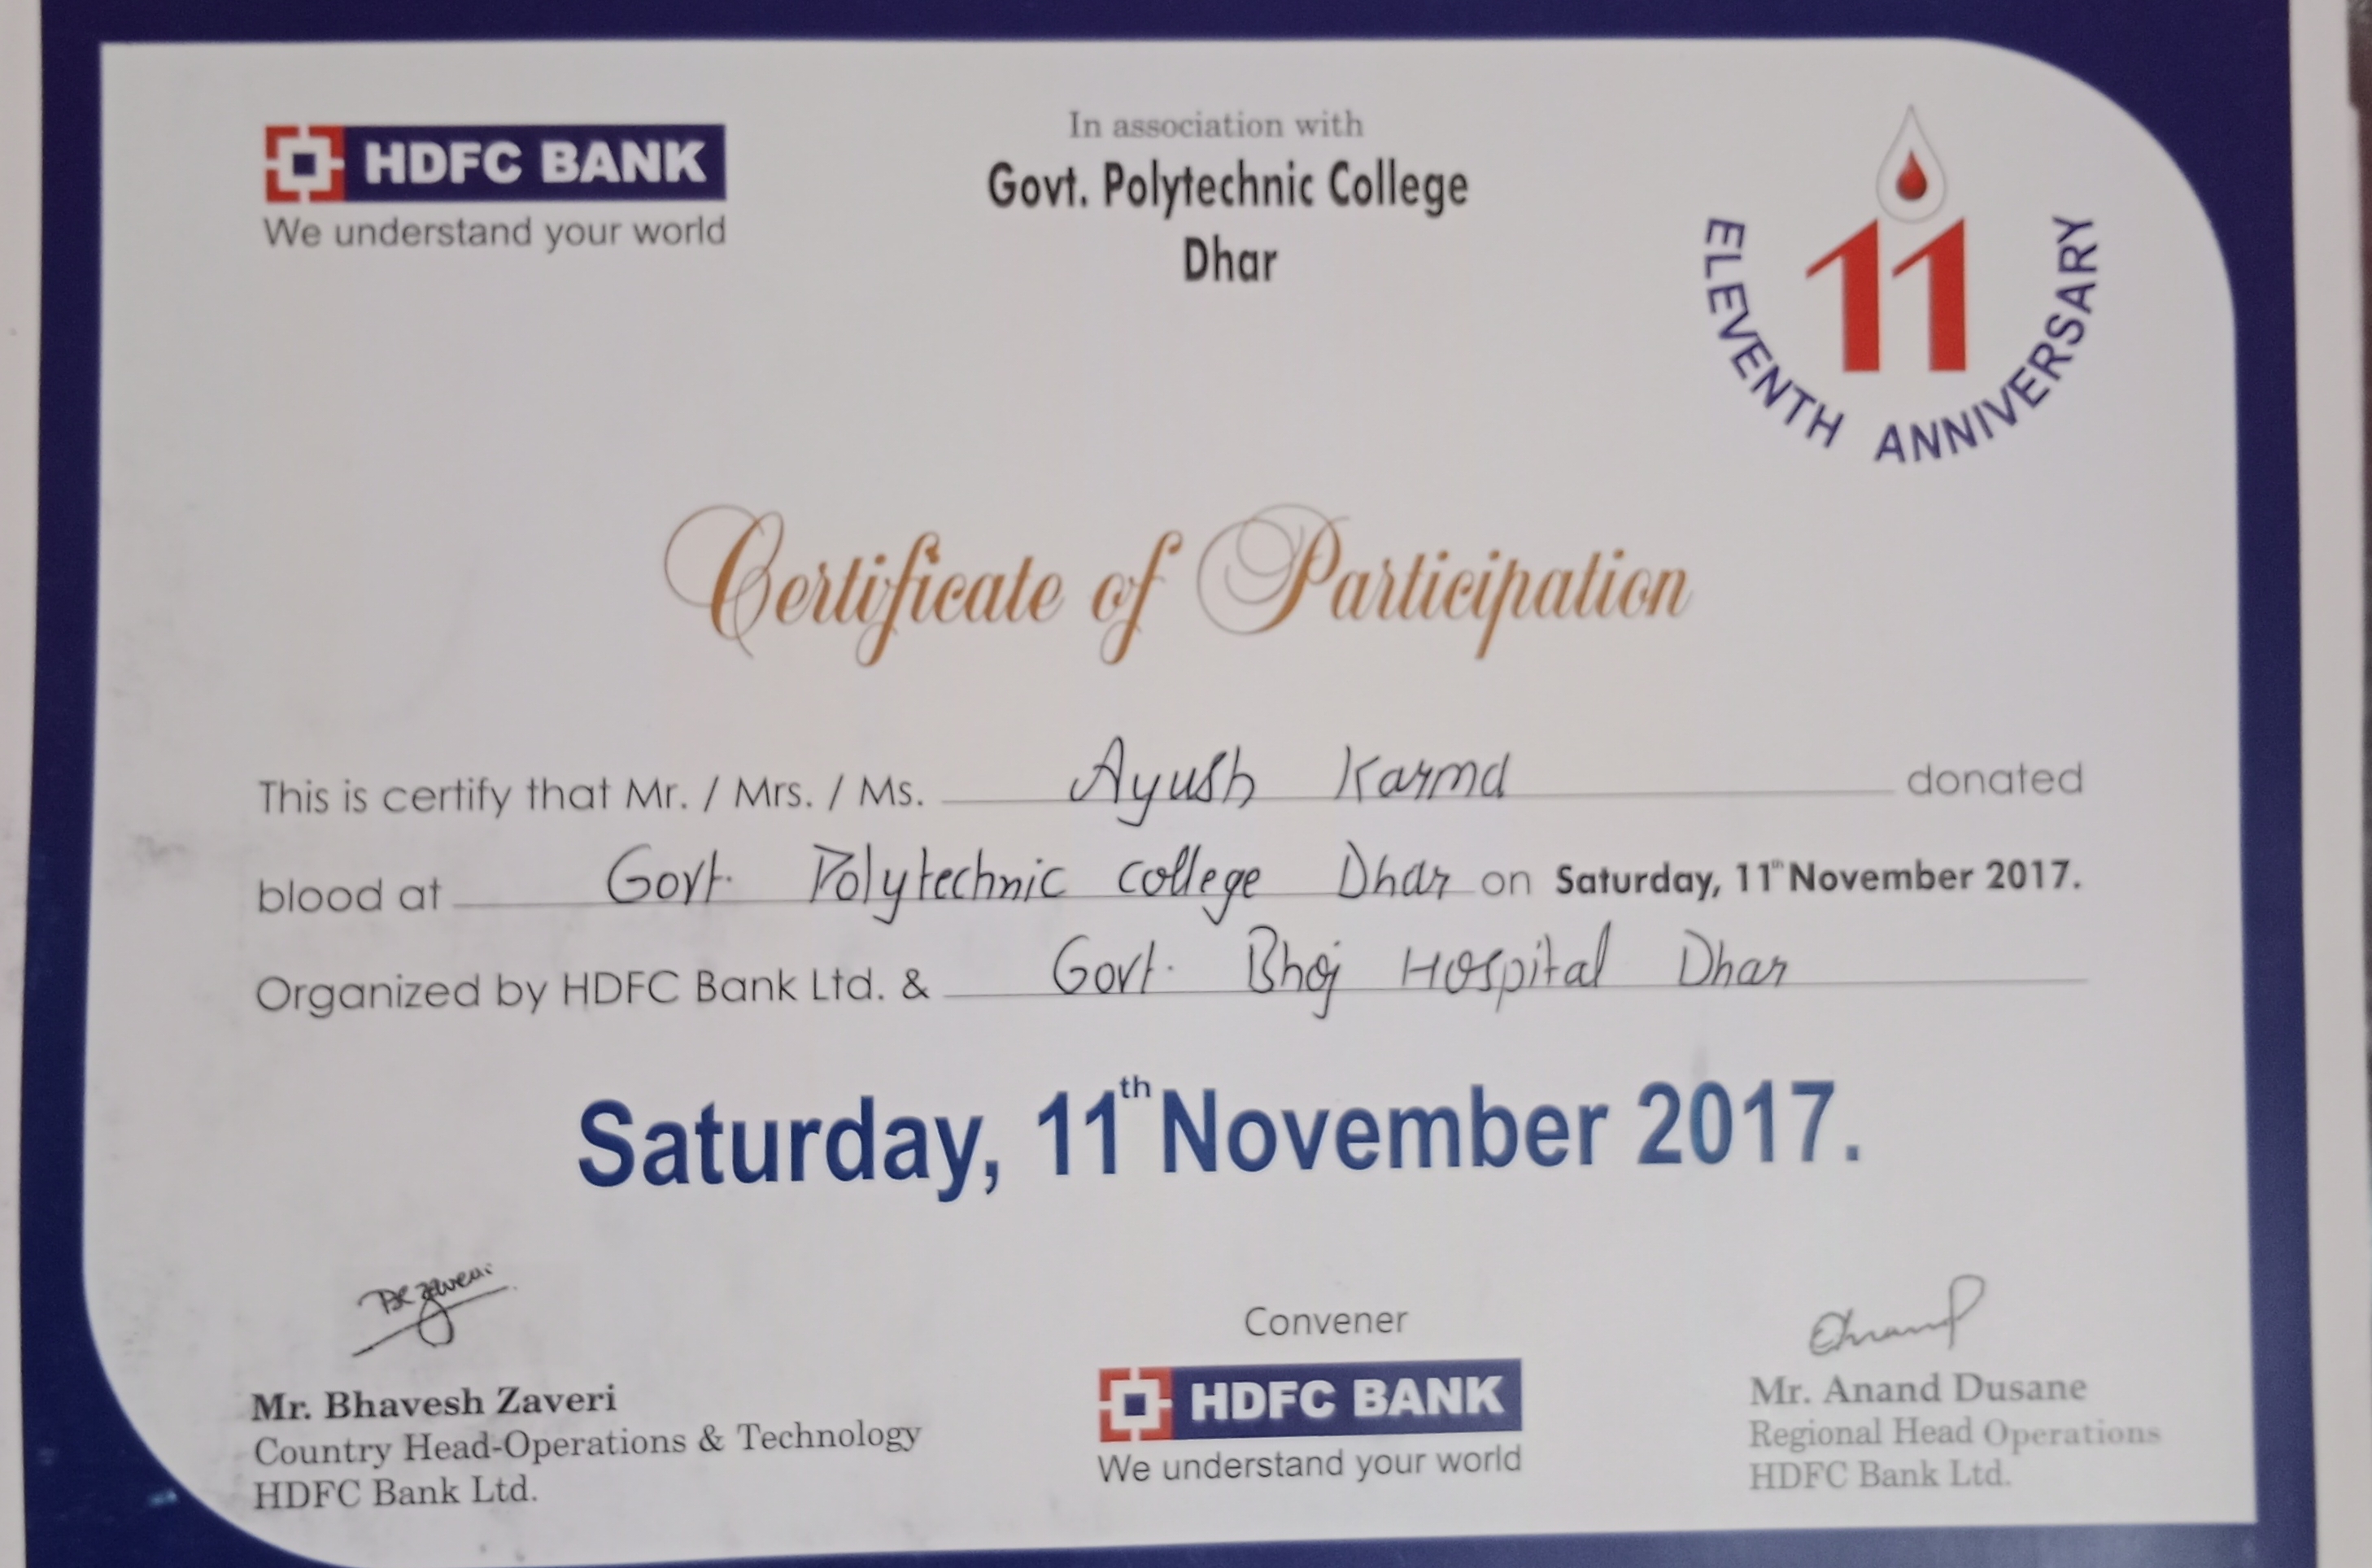 HDFC BANK
We understand your world
In association with
Govt. Polytechnic College
Dhar
11
ELEVENTH ANNIVERSARY
Certificate of Participation
This is certify that Mr. / Mrs. / Ms. Ayush Karma donated
blood at Govt. Polytechnic college Dhar on Saturday, 11th November 2017.
Organized by HDFC Bank Ltd. & Govt. Bhoj Hospital Dhar
Saturday, 11th November 2017.
Mr. Bhavesh Zaveri
Country Head-Operations & Technology
HDFC Bank Ltd.
Convener
HDFC BANK
We understand your world
Mr. Anand Dusane
Regional Head Operations
HDFC Bank Ltd.